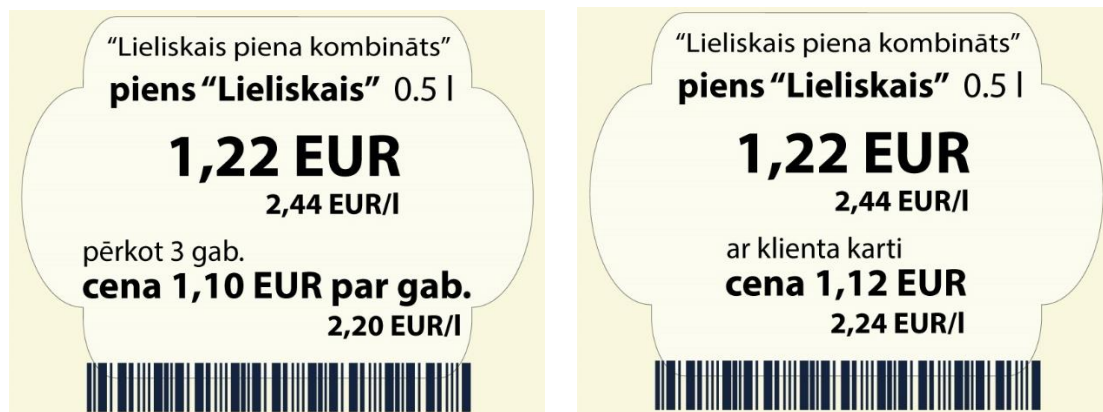 “Lieliskais piena kombināts”
piens “Lieliskais” 0.5 l
1,22 EUR
2,44 EUR/l
pērkot 3 gab.
cena 1,10 EUR par gab.
2,20 EUR/l
“Lieliskais piena kombināts”
piens “Lieliskais” 0.5 l
1,22 EUR
2,44 EUR/l
ar klienta karti
cena 1,12 EUR
2,24 EUR/l